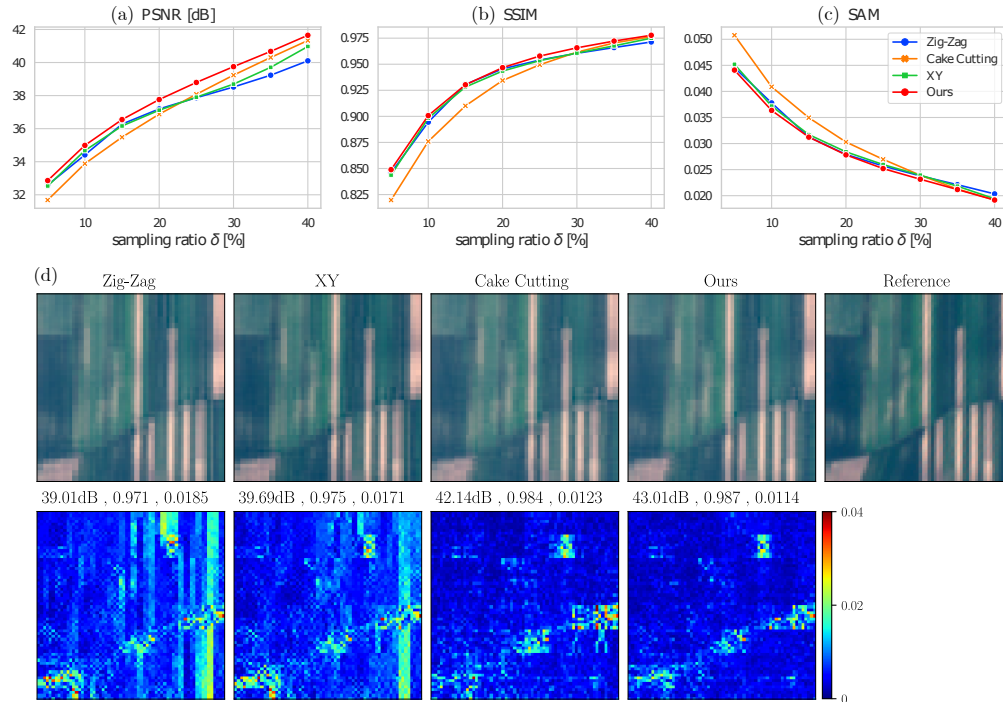 (a) PSNR [dB]
(b) SSIM
(c) SAM
42
40
38
36
34
32
10
20
30
40
sampling ratio δ [%]
0.975
0.950
0.925
0.900
0.875
0.850
0.825
10
20
30
40
sampling ratio δ [%]
0.050
0.045
0.040
0.035
0.030
0.025
0.020
10
20
30
40
sampling ratio δ [%]
Zig-Zag
Cake Cutting
XY
Ours
(d)
Zig-Zag
XY
Cake Cutting
Ours
Reference
39.01dB , 0.971 , 0.0185
39.69dB , 0.975 , 0.0171
42.14dB , 0.984 , 0.0123
43.01dB , 0.987 , 0.0114
0.04
0.02
0